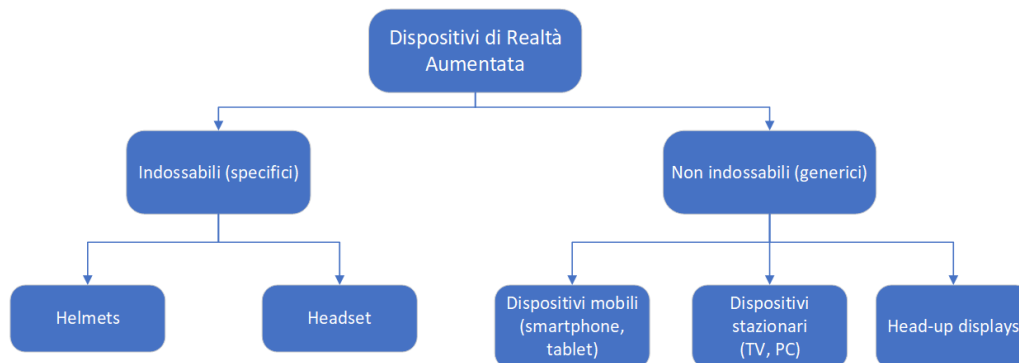 Dispositivi di Realtà
Aumentata
Indossabili (specifici)
Non indossabili (generici)
Helmets
Headset
Dispositivi mobili
(smartphone,
tablet)
Dispositivi
stazionari
(TV, PC)
Head-up displays